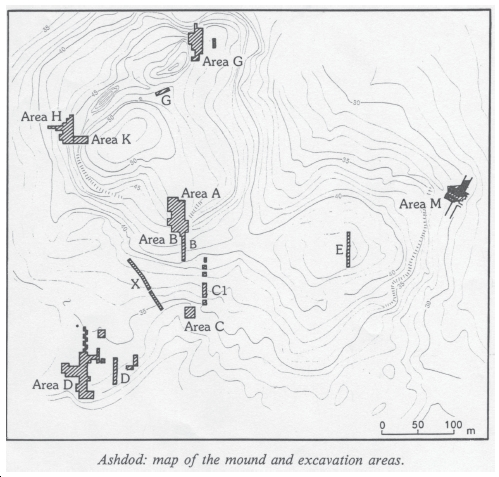 Area G
G
Area H
Area K
Area A
Area M
Area B
B
E
X
C1
Area C
Area D
D
0 50 100 m
Ashdod: map of the mound and excavation areas.